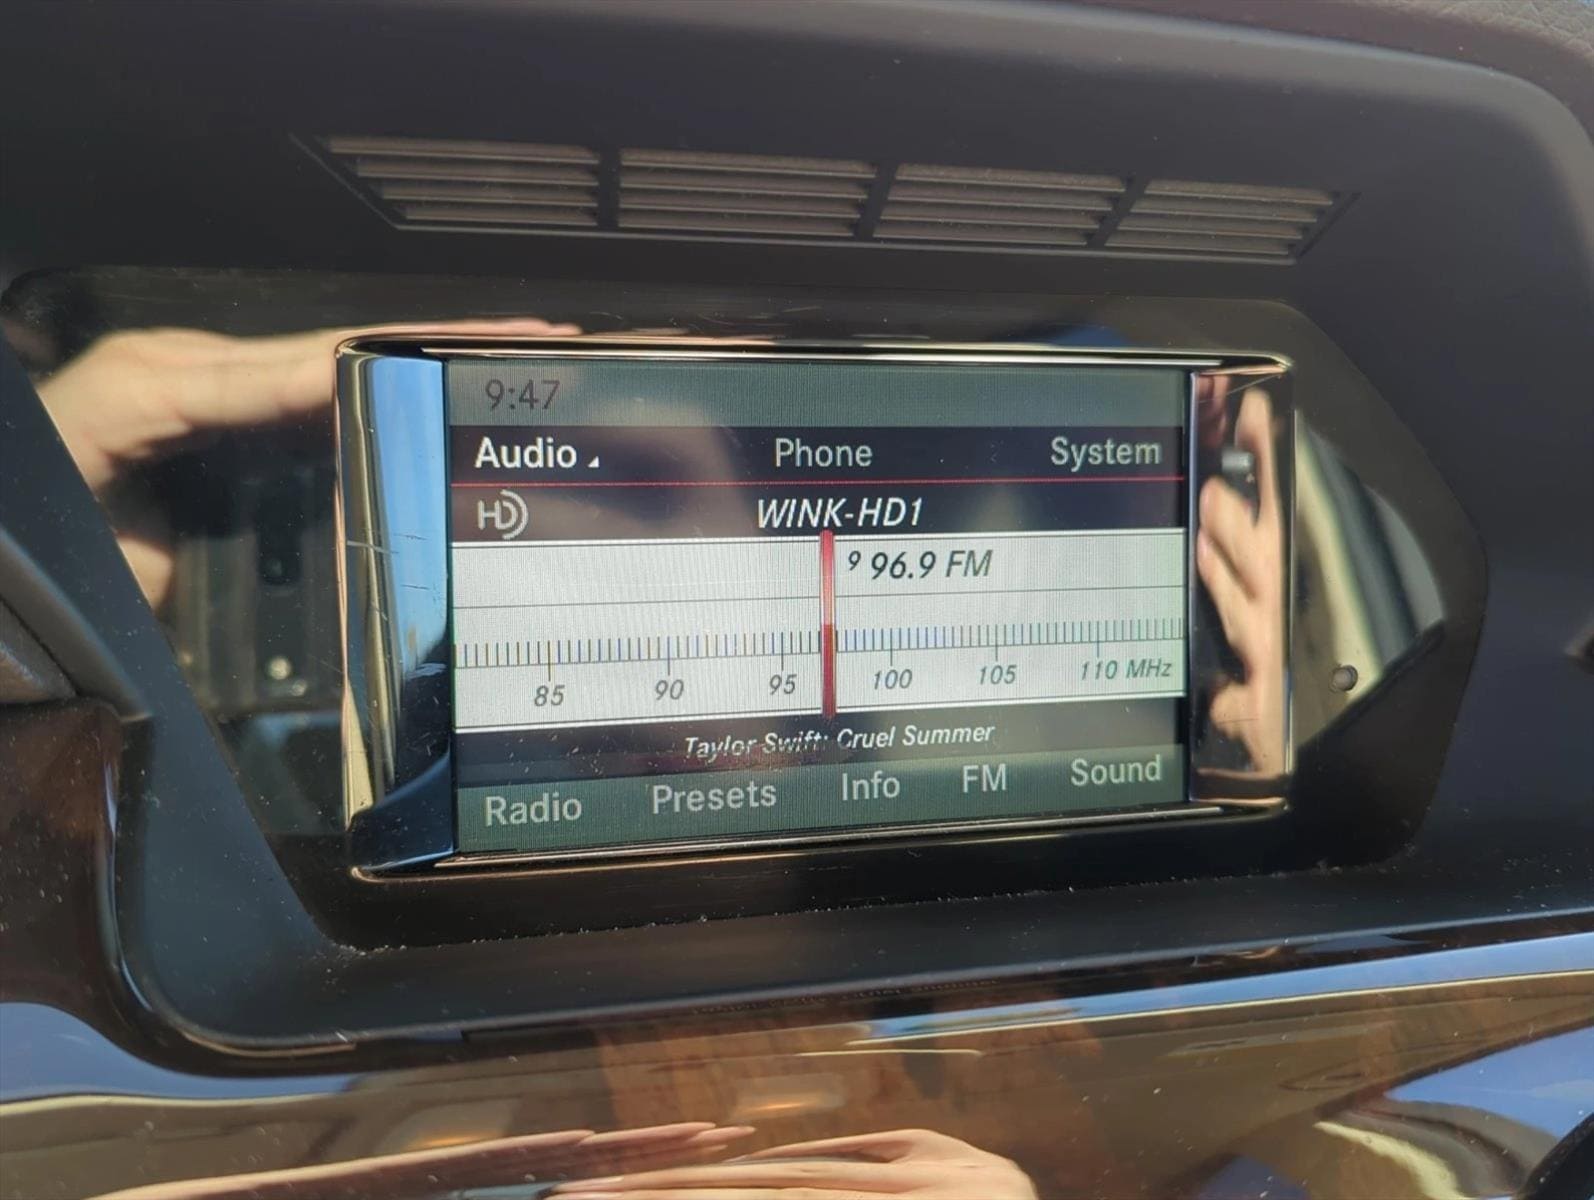 9:47
Audio Phone System
HD WINK-HD1
9 96.9 FM
85 90 95 100 105 110 MHz
Taylor Swift: Cruel Summer
Radio Presets Info FM Sound